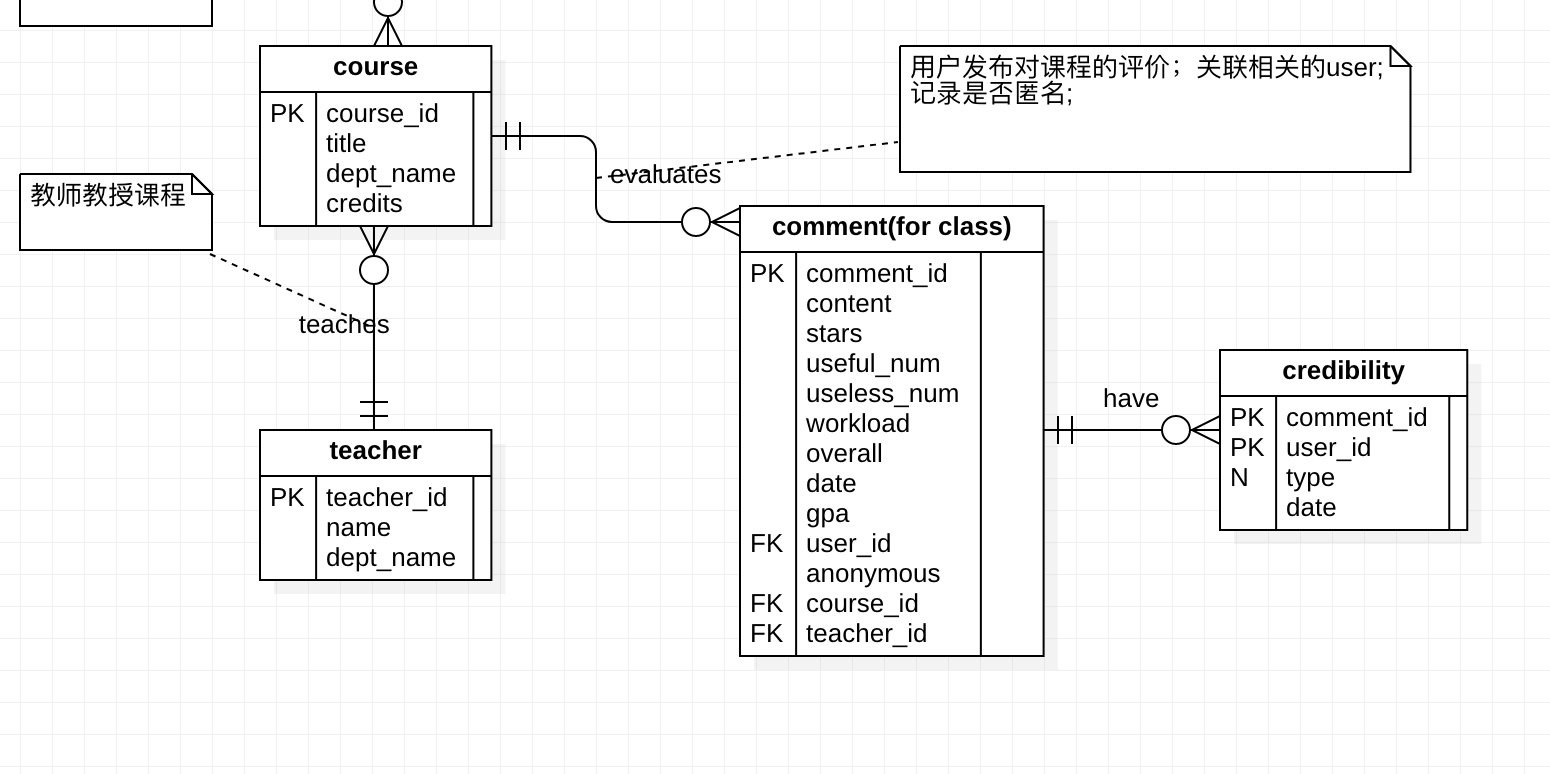 course
PK course_id
title
dept_name
credits
用户发布对课程的评价；关联相关的user;
记录是否匿名;
教师教授课程
evaluates
teaches
comment(for class)
PK comment_id
content
stars
useful_num
useless_num
workload
overall
date
gpa
FK user_id
anonymous
FK course_id
FK teacher_id
have
credibility
PK comment_id
PK user_id
N type
date
teacher
PK teacher_id
name
dept_name